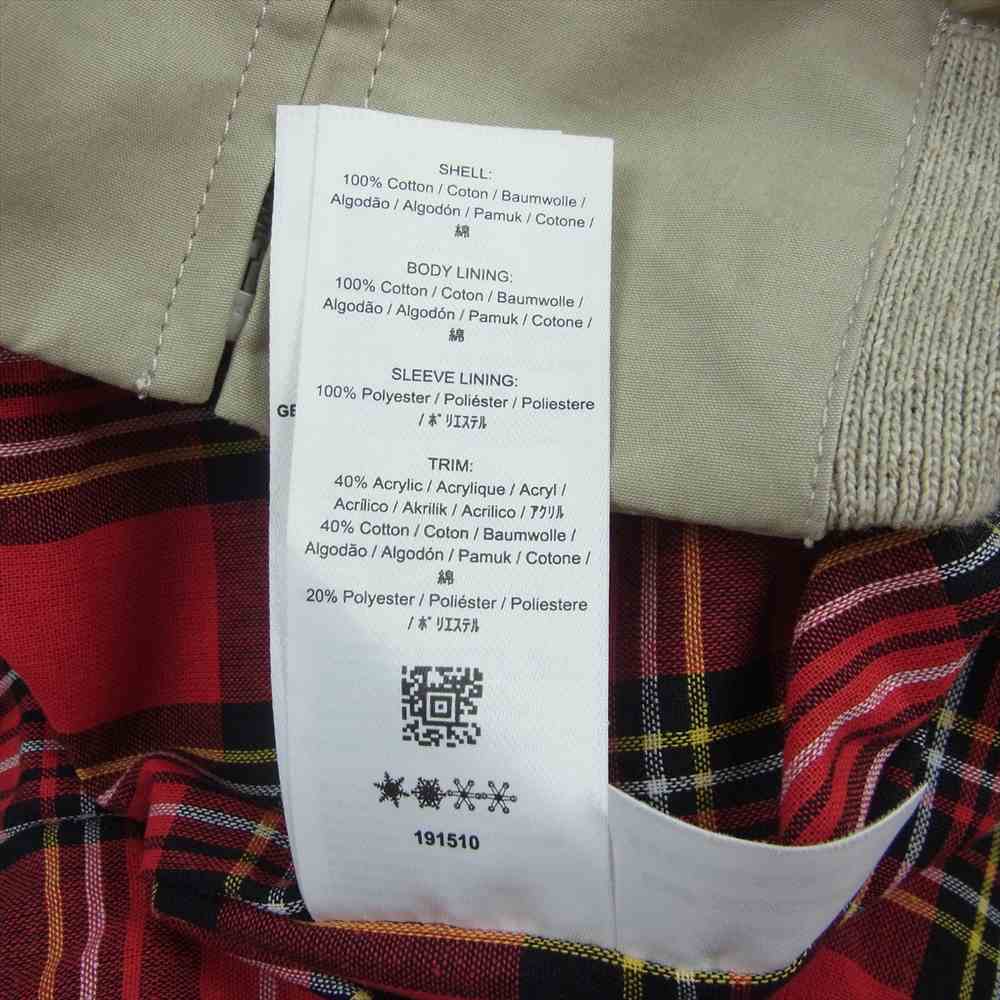 SHELL:
100% Cotton / Coton / Baumwolle /
Algodão / Algodón / Pamuk / Cotone /
綿
BODY LINING:
100% Cotton / Coton / Baumwolle /
Algodão / Algodón / Pamuk / Cotone /
綿
SLEEVE LINING:
100% Polyester / Poliéster / Poliestere
/ ﾎﾟﾘｴｽﾃﾙ
GE
TRIM:
40% Acrylic / Acrylique / Acryl /
Acrílico / Akrilik / Acrilico / ｱｸﾘﾙ
40% Cotton / Coton / Baumwolle /
Algodão / Algodón / Pamuk / Cotone /
綿
20% Polyester / Poliéster / Poliestere
/ ﾎﾟﾘｴｽﾃﾙ
191510